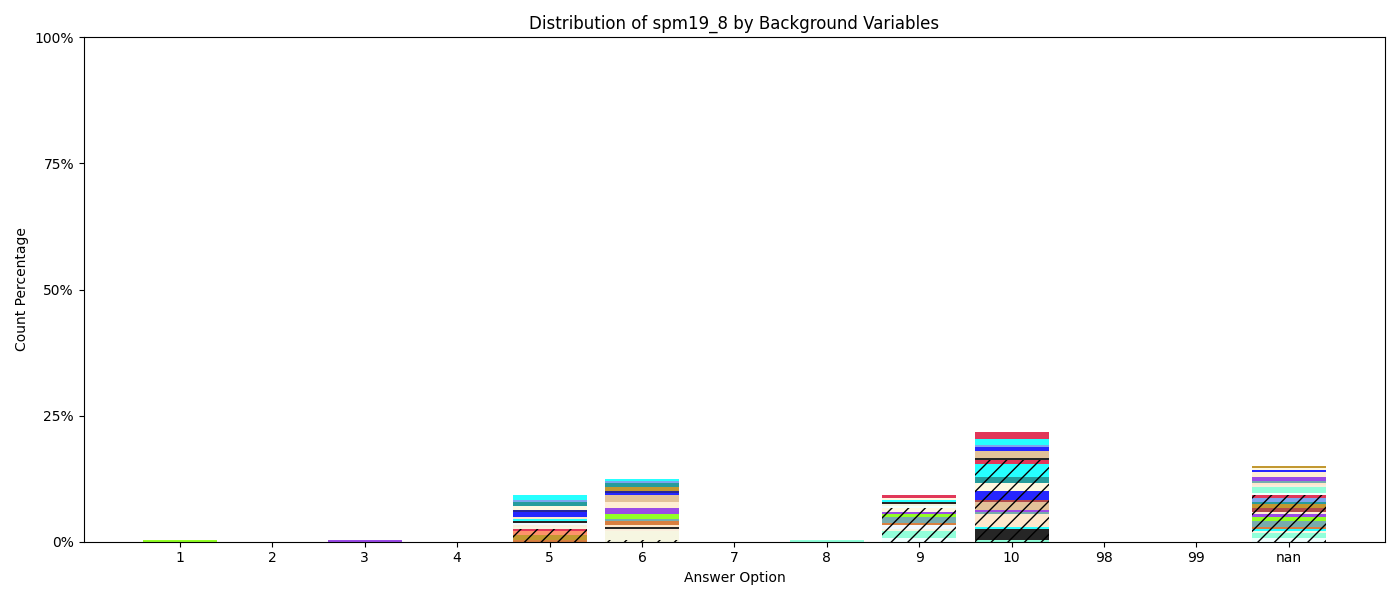 Distribution of spm19_8 by Background Variables
100%
75%
50%
25%
0%
Count Percentage
1 2 3 4 5 6 7 8 9 10 98 99 nan
Answer Option